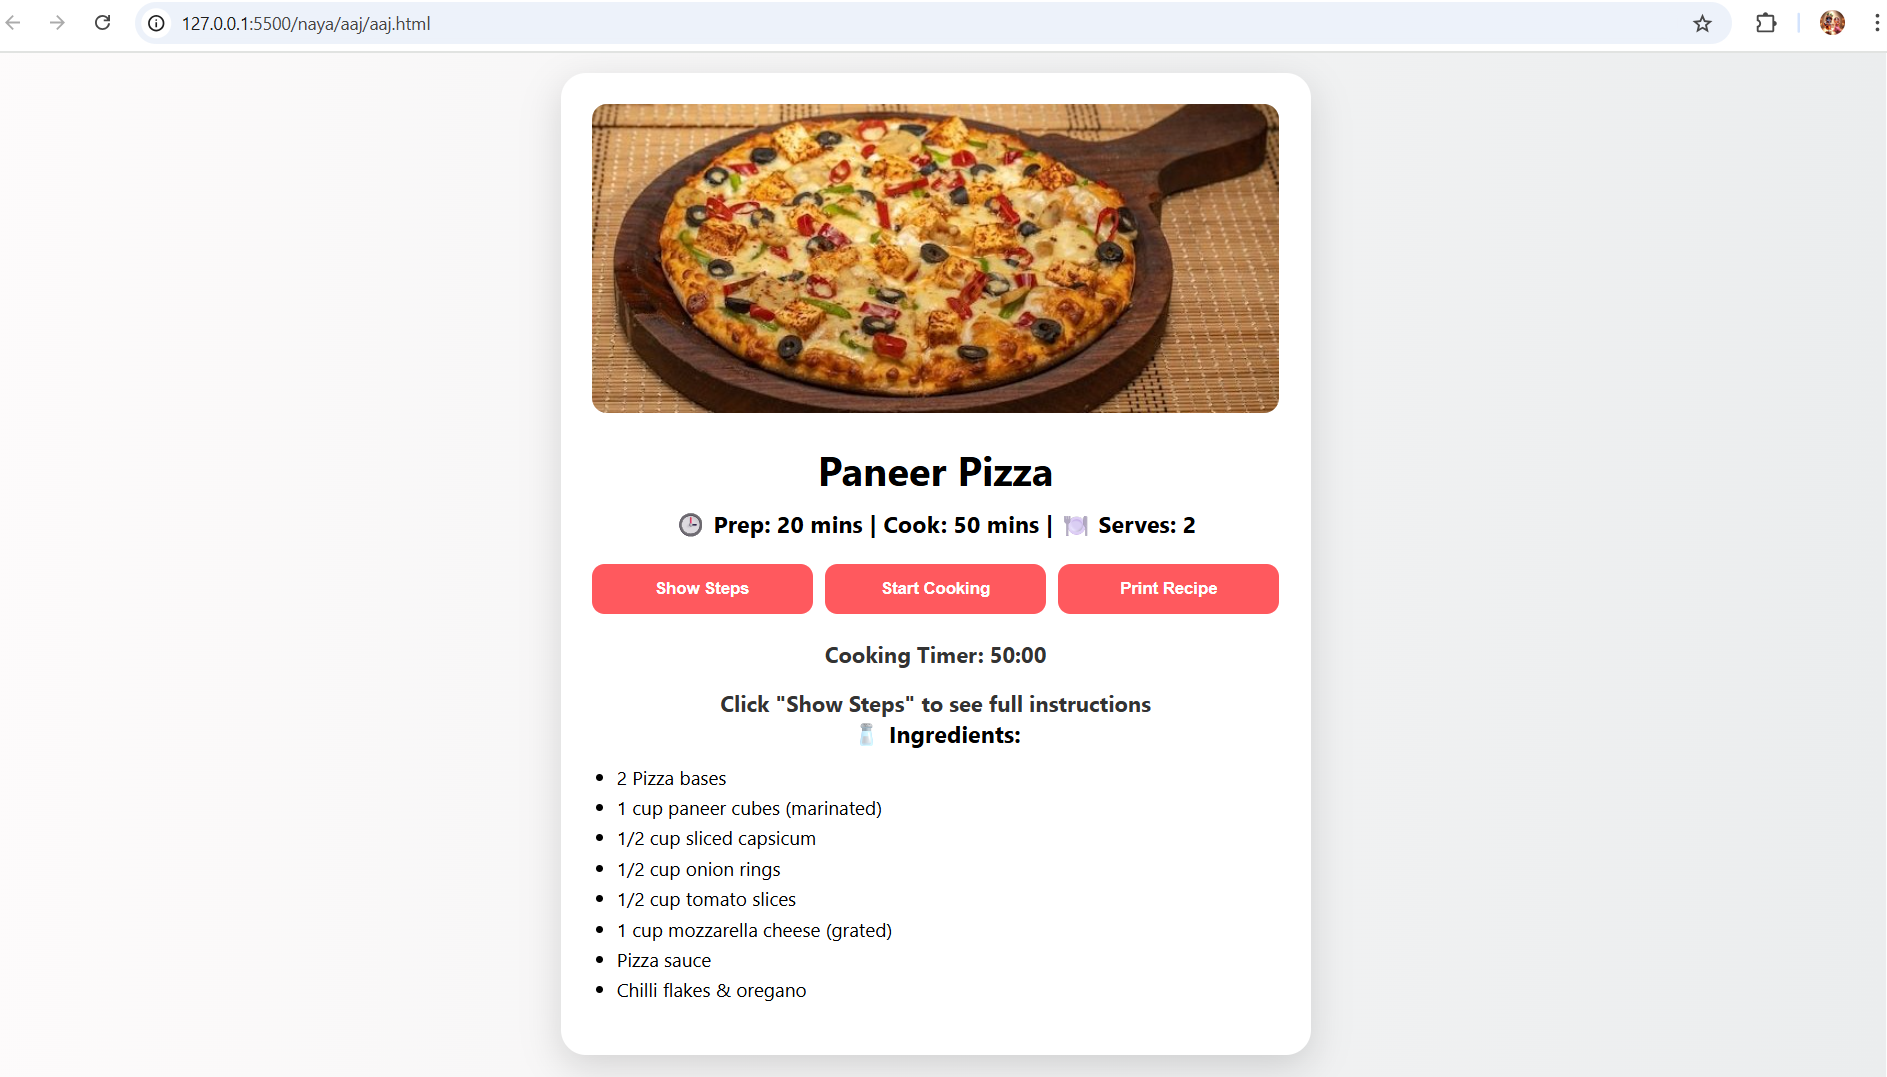 127.0.0.1:5500/naya/aaj/aaj.html
Paneer Pizza
🕒 Prep: 20 mins | Cook: 50 mins | 🍽️ Serves: 2
Show Steps Start Cooking Print Recipe
Cooking Timer: 50:00
Click "Show Steps" to see full instructions
🧂 Ingredients:
• 2 Pizza bases
• 1 cup paneer cubes (marinated)
• 1/2 cup sliced capsicum
• 1/2 cup onion rings
• 1/2 cup tomato slices
• 1 cup mozzarella cheese (grated)
• Pizza sauce
• Chilli flakes & oregano